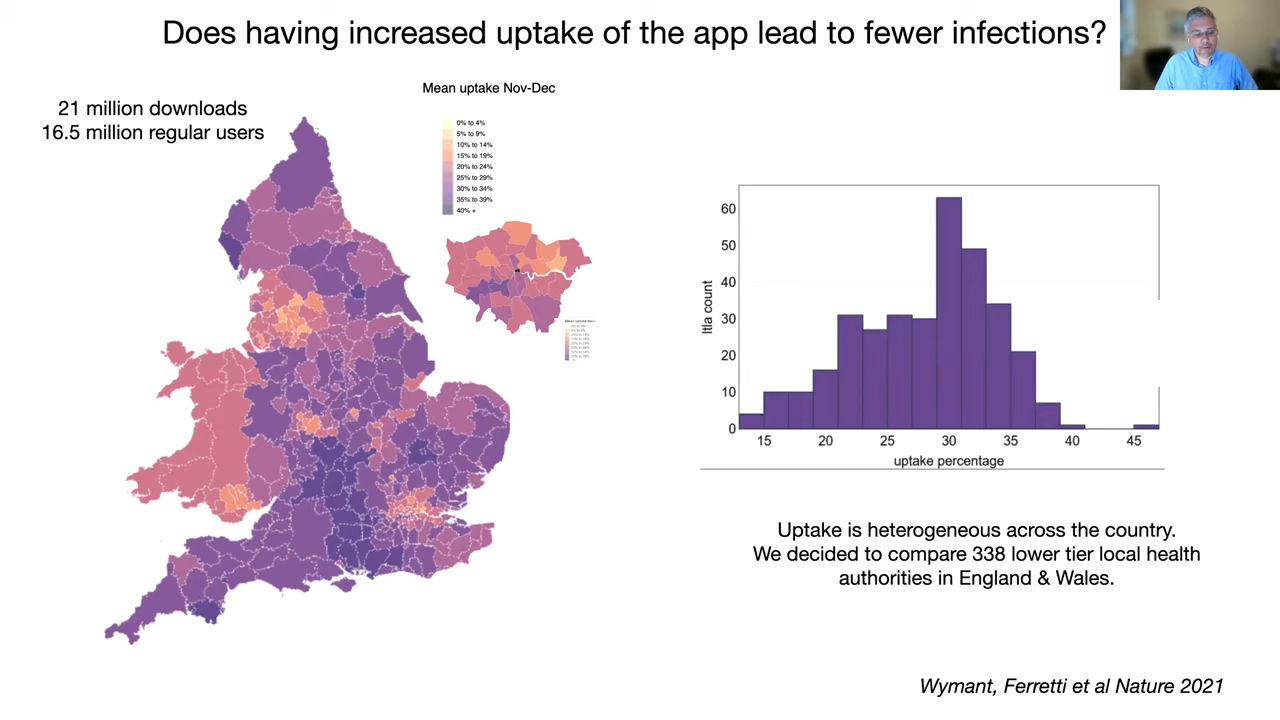 Does having increased uptake of the app lead to fewer infections?
21 million downloads
16.5 million regular users
Mean uptake Nov-Dec
0% to 4%
5% to 9%
10% to 14%
15% to 19%
20% to 24%
25% to 29%
30% to 34%
35% to 39%
40% +
ltla count
60
50
40
30
20
10
0
15 20 25 30 35 40 45
uptake percentage
Uptake is heterogeneous across the country.
We decided to compare 338 lower tier local health
authorities in England & Wales.
Wymant, Ferretti et al Nature 2021